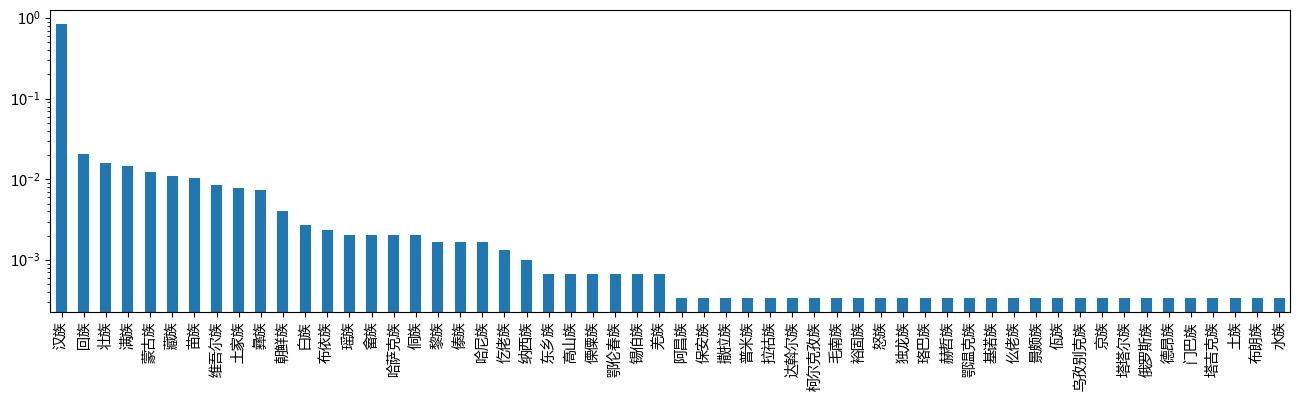 10⁰
10⁻¹
10⁻²
10⁻³
汉族
回族
壮族
满族
蒙古族
藏族
苗族
维吾尔族
土家族
彝族
朝鲜族
白族
布依族
瑶族
畲族
哈萨克族
侗族
黎族
傣族
哈尼族
仡佬族
纳西族
东乡族
高山族
傈僳族
鄂伦春族
锡伯族
羌族
阿昌族
保安族
撒拉族
普米族
拉祜族
达斡尔族
柯尔克孜族
毛南族
裕固族
怒族
独龙族
珞巴族
赫哲族
鄂温克族
基诺族
仫佬族
景颇族
佤族
乌孜别克族
京族
塔塔尔族
俄罗斯族
德昂族
门巴族
塔吉克族
土族
布朗族
水族